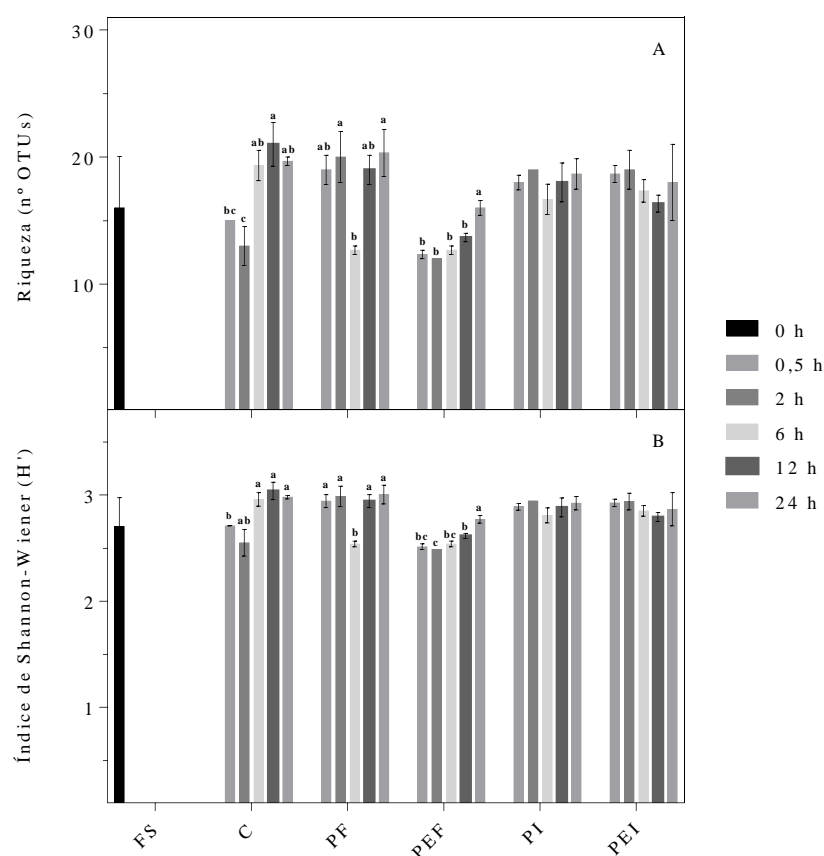 A
Riqueza (nº OTUs)
30
20
10
bc
c
ab
a
ab
ab
a
b
ab
a
b
b
b
b
a
B
Índice de Shannon-Wiener (H')
3
2
1
b
ab
a
a
a
a
a
b
a
a
bc
c
bc
b
a
FS
C
PF
PEF
PI
PEI
0 h
0,5 h
2 h
6 h
12 h
24 h